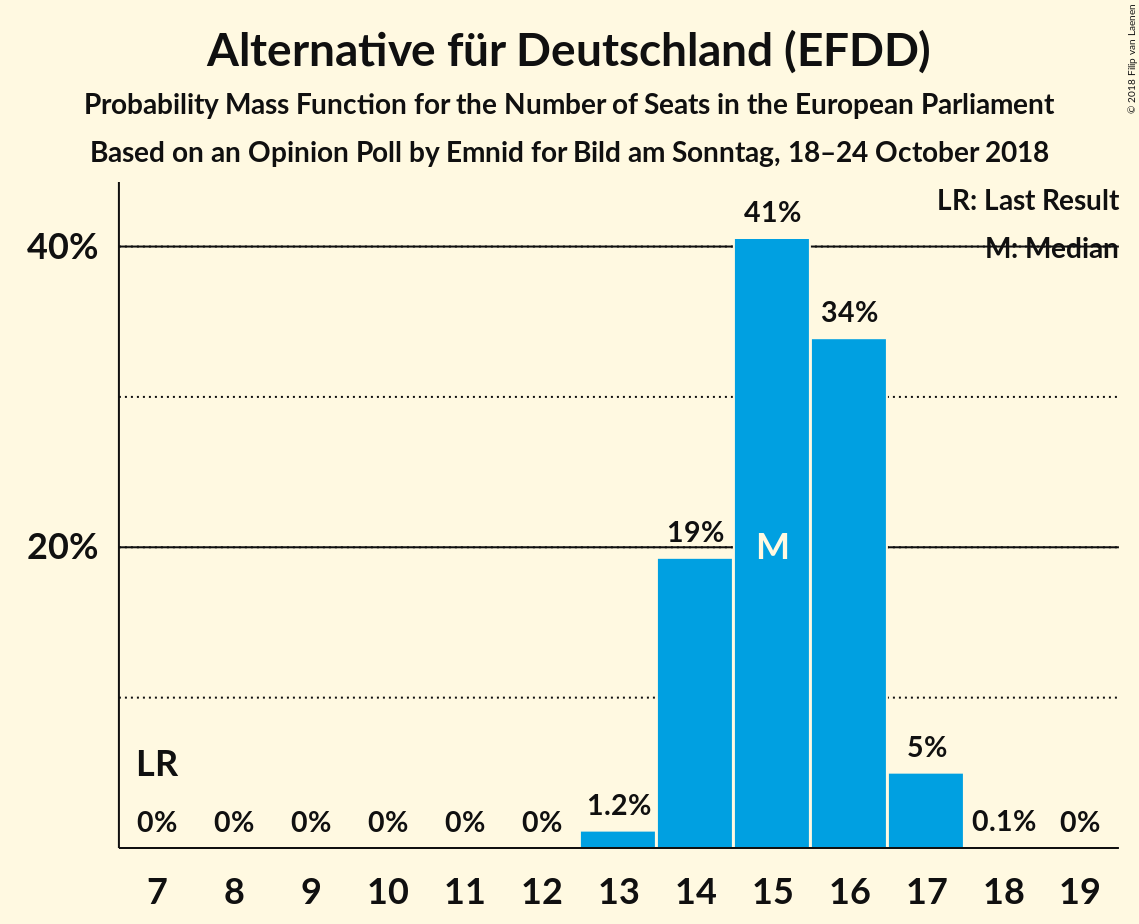 Alternative für Deutschland (EFDD)
Probability Mass Function for the Number of Seats in the European Parliament
Based on an Opinion Poll by Emnid for Bild am Sonntag, 18–24 October 2018
© 2018 Filip van Laenen
LR: Last Result
M: Median
40%
20%
41%
34%
19%
M
5%
LR
1.2%
0% 0% 0% 0% 0% 0% 0.1% 0%
7 8 9 10 11 12 13 14 15 16 17 18 19